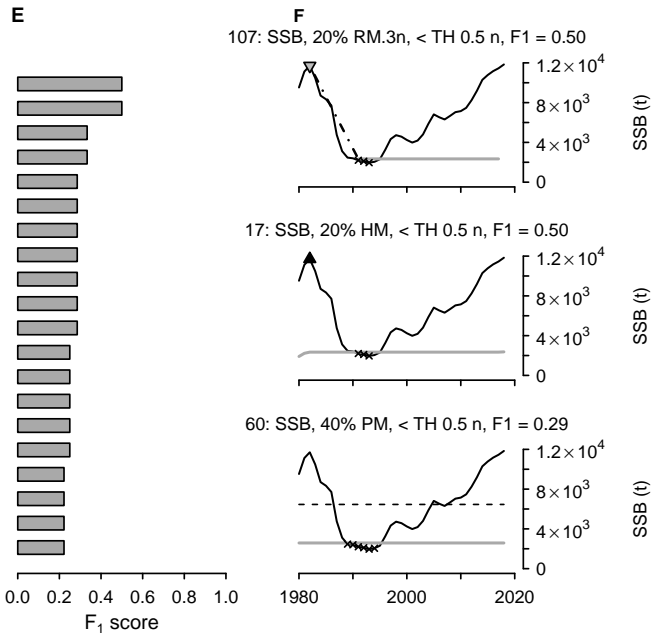 E
F
107: SSB, 20% RM.3n, < TH 0.5 n, F1 = 0.50
1.2×10⁴
8×10³
4×10³
0
SSB (t)
17: SSB, 20% HM, < TH 0.5 n, F1 = 0.50
1.2×10⁴
8×10³
4×10³
0
SSB (t)
60: SSB, 40% PM, < TH 0.5 n, F1 = 0.29
1.2×10⁴
8×10³
4×10³
0
SSB (t)
0.0 0.2 0.4 0.6 0.8 1.0
F₁ score
1980 2000 2020